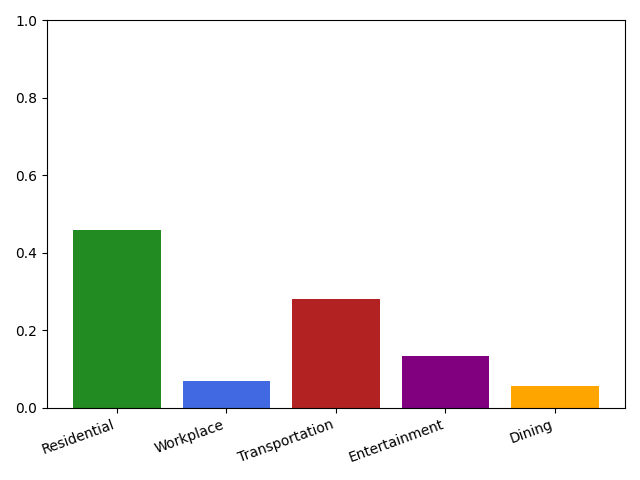 1.0
0.8
0.6
0.4
0.2
0.0
Residential
Workplace
Transportation
Entertainment
Dining